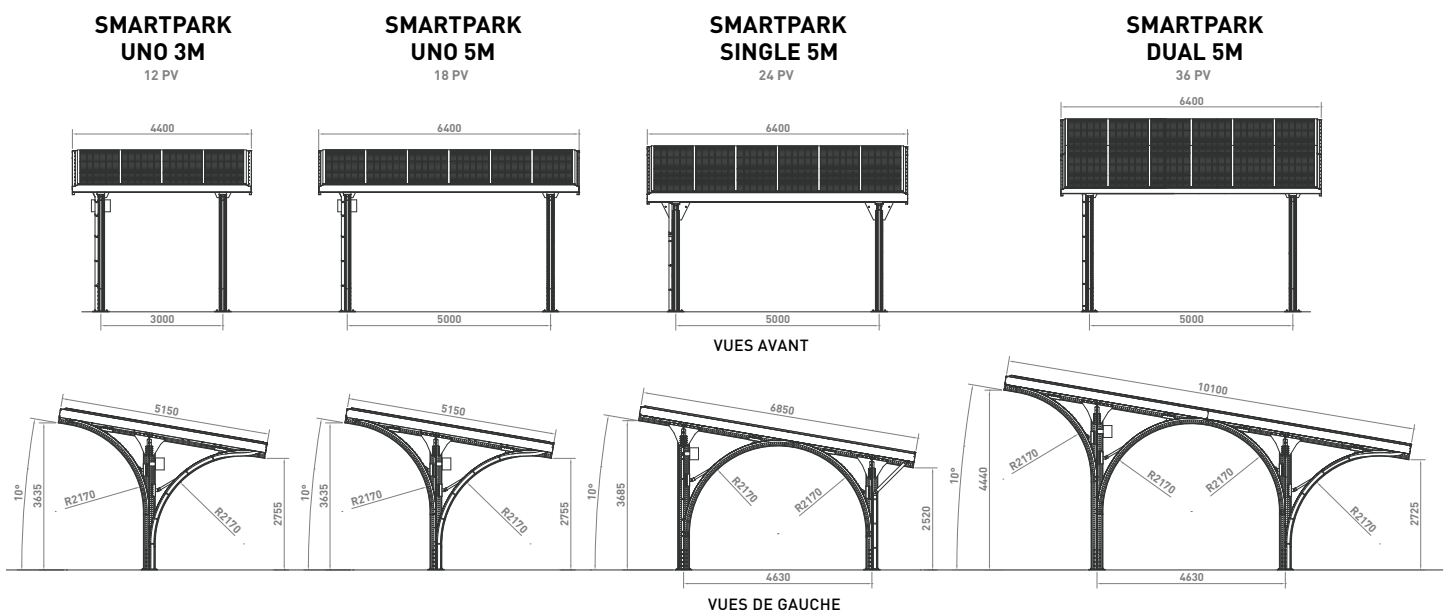 SMARTPARK
UNO 3M
12 PV
SMARTPARK
UNO 5M
18 PV
SMARTPARK
SINGLE 5M
24 PV
SMARTPARK
DUAL 5M
36 PV
4400
6400
6400
6400
3000
5000
5000
5000
VUES AVANT
5150
10°
3635
R2170
R2170
2755
5150
10°
3635
R2170
R2170
2755
6850
10°
3685
R2170
R2170
2520
4630
10100
10°
4440
R2170
R2170
R2170
R2170
2725
4630
VUES DE GAUCHE